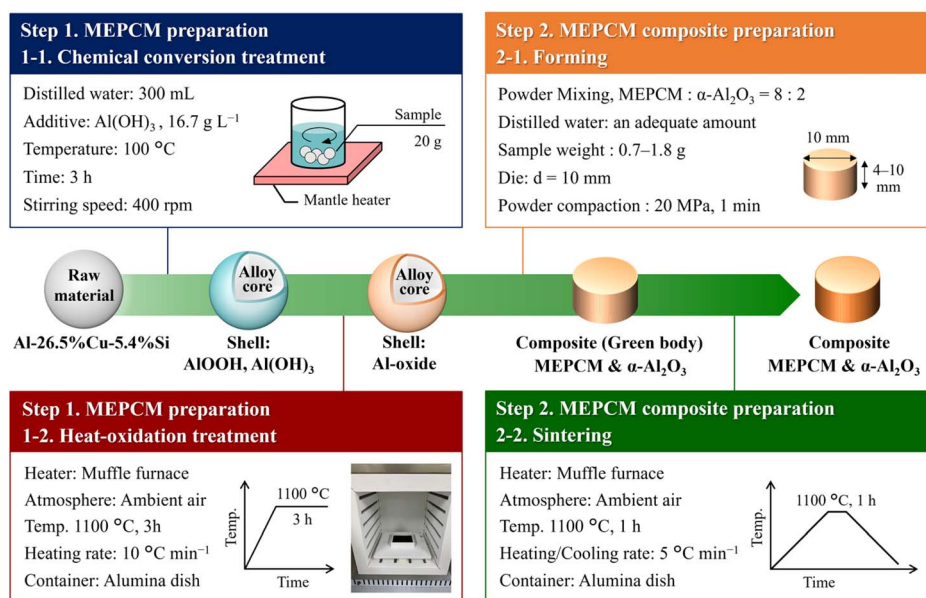 Step 1. MEPCM preparation
1-1. Chemical conversion treatment
Distilled water: 300 mL
Additive: Al(OH)₃ , 16.7 g L⁻¹
Temperature: 100 °C
Time: 3 h
Stirring speed: 400 rpm
Sample
20 g
Mantle heater
Step 2. MEPCM composite preparation
2-1. Forming
Powder Mixing, MEPCM : α-Al₂O₃ = 8 : 2
Distilled water: an adequate amount
Sample weight : 0.7–1.8 g
Die: d = 10 mm
Powder compaction : 20 MPa, 1 min
10 mm
4–10
mm
Raw
material
Al-26.5%Cu-5.4%Si
Alloy
core
Shell:
AlOOH, Al(OH)₃
Alloy
core
Shell:
Al-oxide
Composite (Green body)
MEPCM & α-Al₂O₃
Composite
MEPCM & α-Al₂O₃
Step 1. MEPCM preparation
1-2. Heat-oxidation treatment
Heater: Muffle furnace
Atmosphere: Ambient air
Temp. 1100 °C, 3h
Heating rate: 10 °C min⁻¹
Container: Alumina dish
Temp.
1100 °C
3 h
Time
Step 2. MEPCM composite preparation
2-2. Sintering
Heater: Muffle furnace
Atmosphere: Ambient air
Temp. 1100 °C, 1 h
Heating/Cooling rate: 5 °C min⁻¹
Container: Alumina dish
Temp.
1100 °C, 1 h
Time